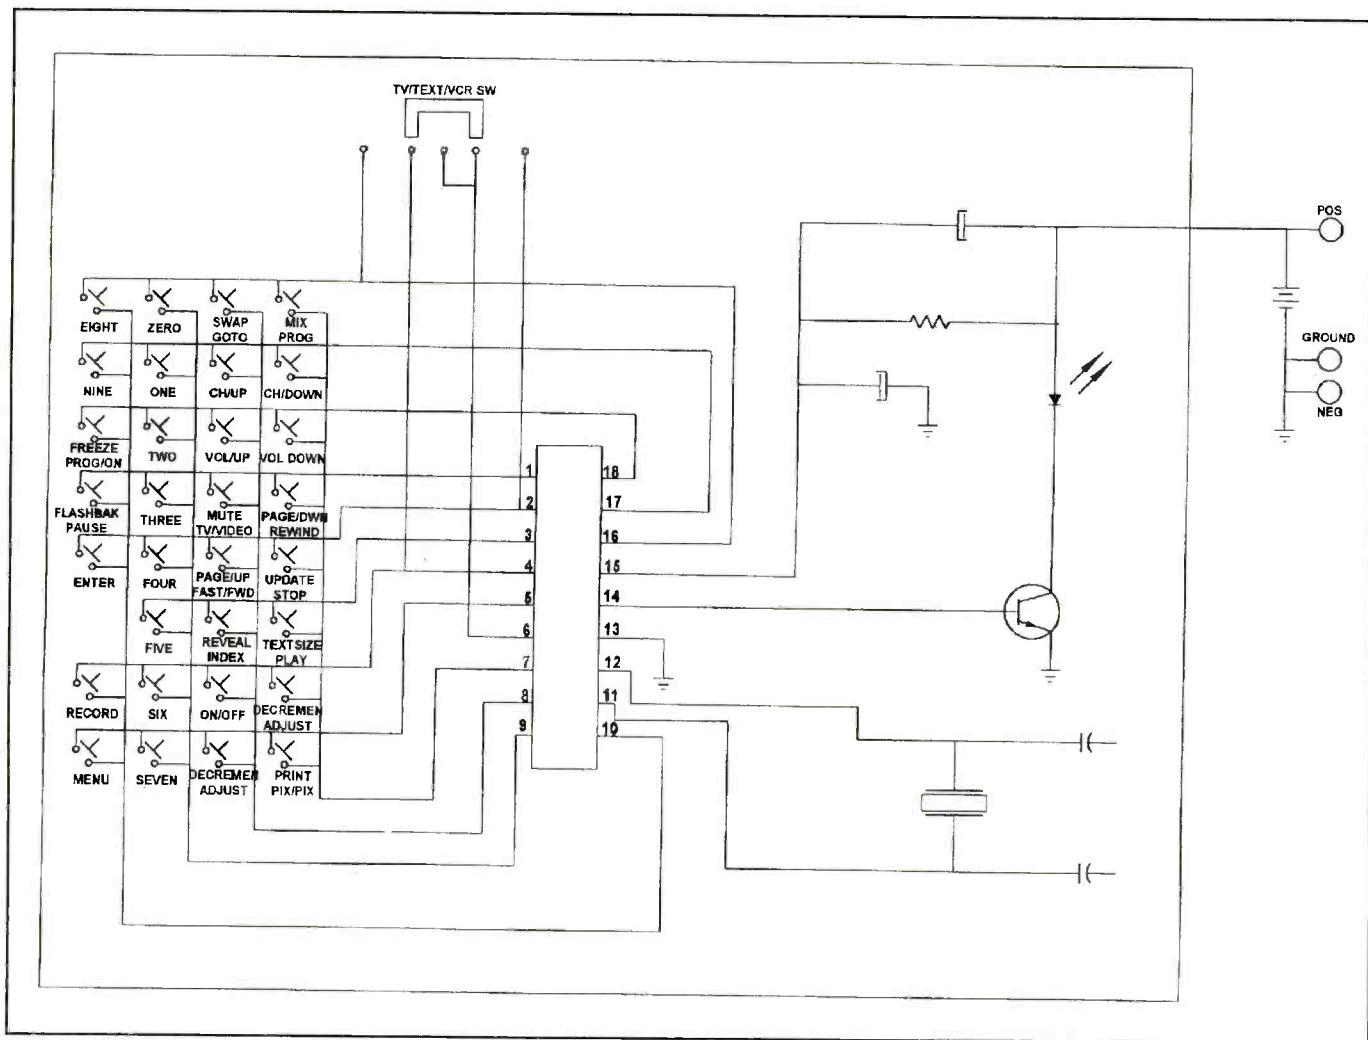 TV/TEXT/VCR SW
POS
GROUND
NEG
EIGHT
ZERO
SWAP
GOTO
MIX
PROG
NINE
ONE
CH/UP
CH/DOWN
FREEZE
PROG/ON
TWO
VOL/UP
VOL DOWN
FLASHBAK
PAUSE
THREE
MUTE
TV/VIDEO
PAGE/DWN
REWIND
ENTER
FOUR
PAGE/UP
FAST/FWD
UPDATE
STOP
FIVE
REVEAL
INDEX
TEXTSIZE
PLAY
RECORD
SIX
ON/OFF
DECREMEN
ADJUST
MENU
SEVEN
DECREMEN
ADJUST
PRINT
PIX/PIX
1
2
3
4
5
6
7
8
9
18
17
16
15
14
13
12
11
10